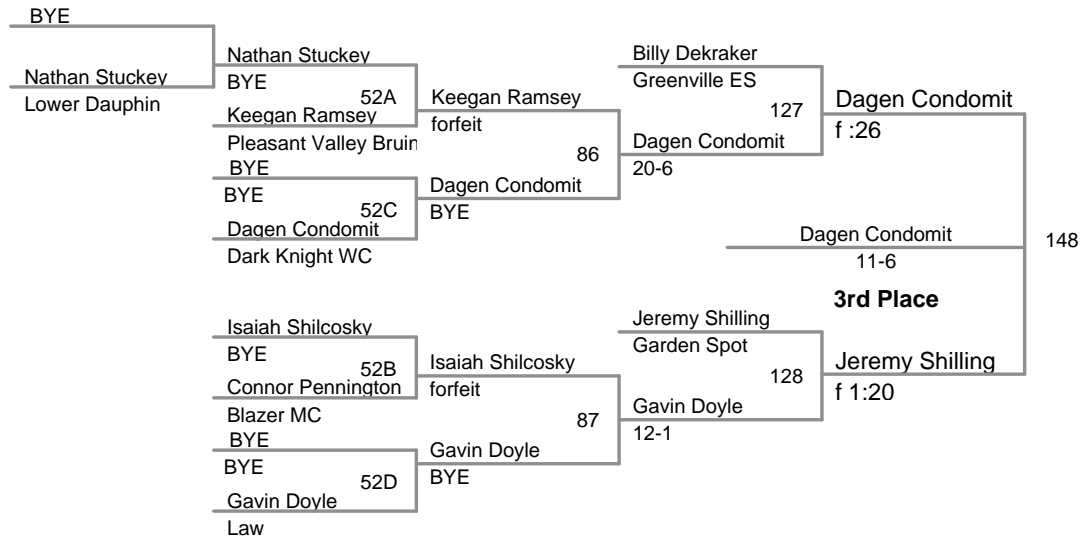 BYE
Nathan Stuckey
Lower Dauphin
Nathan Stuckey
BYE
52A
Keegan Ramsey
Pleasant Valley Bruin
BYE
BYE
52C
Dagen Condomit
Dark Knight WC
Keegan Ramsey
forfeit
86
Dagen Condomit
BYE
Billy Dekraker
Greenville ES
127
Dagen Condomit
20-6
Dagen Condomit
f :26
Dagen Condomit
11-6
148
3rd Place
Isaiah Shilcosky
BYE
52B
Connor Pennington
Blazer MC
BYE
BYE
52D
Gavin Doyle
Law
Isaiah Shilcosky
forfeit
87
Gavin Doyle
BYE
Jeremy Shilling
Garden Spot
128
Gavin Doyle
12-1
Jeremy Shilling
f 1:20